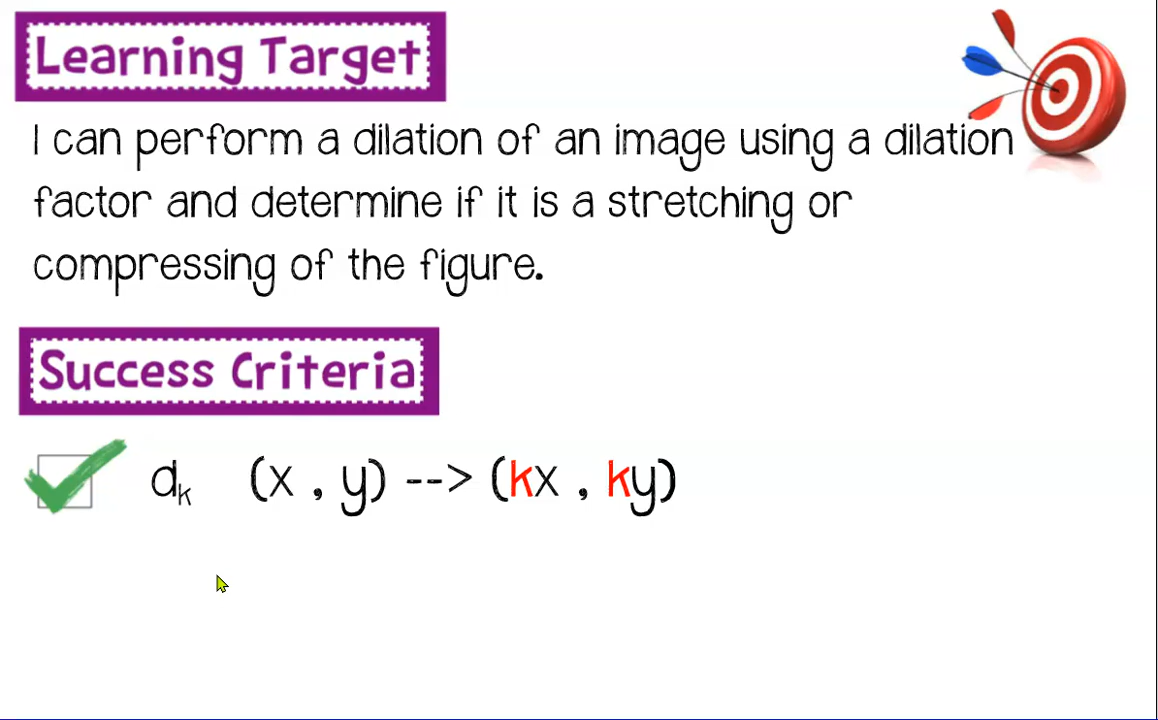 Learning Target
I can perform a dilation of an image using a dilation
factor and determine if it is a stretching or
compressing of the figure.
Success Criteria
dk (x , y) --> (kx , ky)